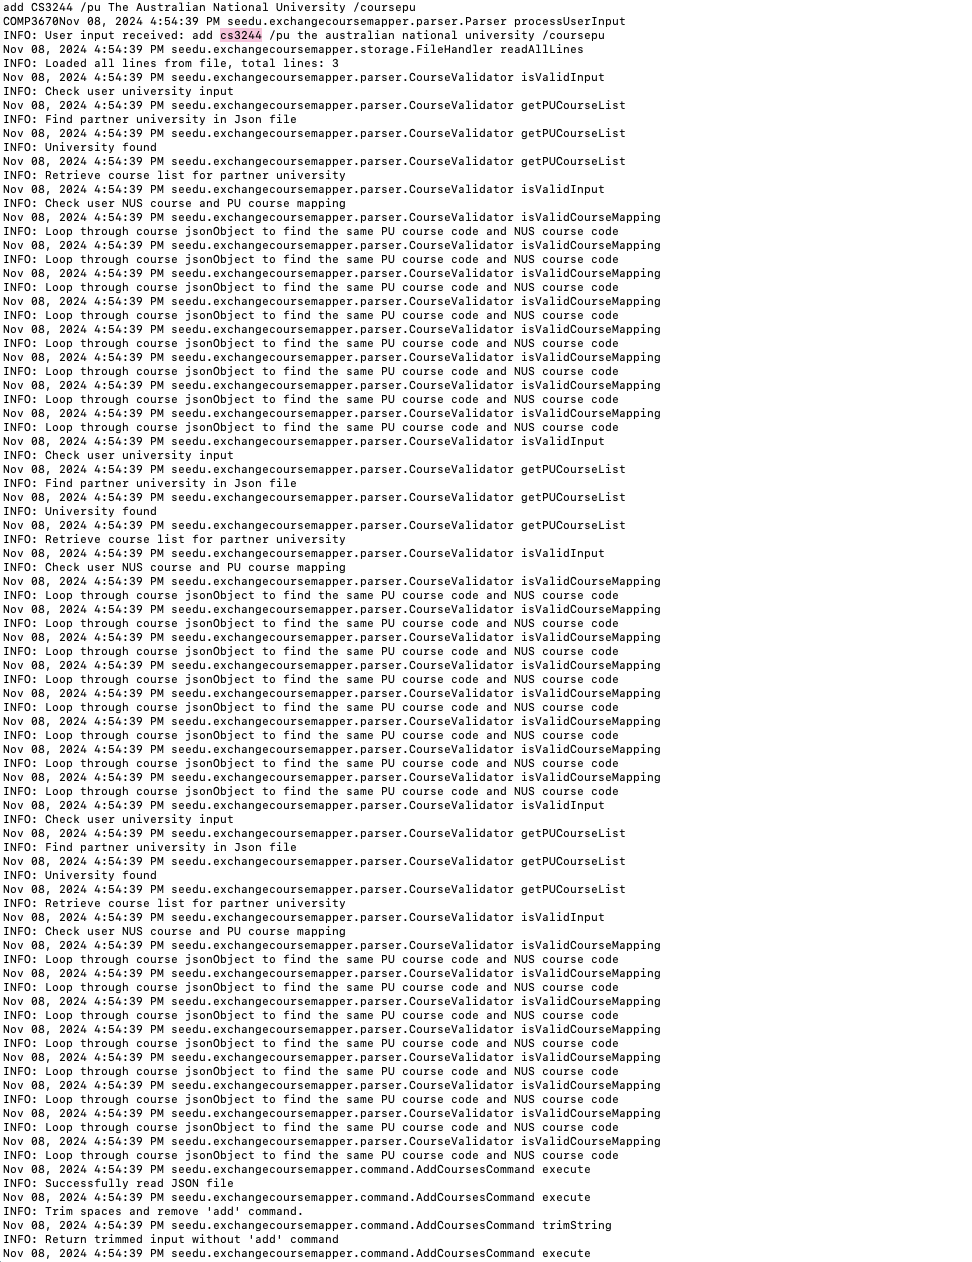 add CS3244 /pu The Australian National University /coursepu
COMP3670Nov 08, 2024 4:54:39 PM seedu.exchangecoursemapper.parser.Parser processUserInput
INFO: User input received: add cs3244 /pu the australian national university /coursepu
Nov 08, 2024 4:54:39 PM seedu.exchangecoursemapper.storage.FileHandler readAllLines
INFO: Loaded all lines from file, total lines: 3
Nov 08, 2024 4:54:39 PM seedu.exchangecoursemapper.parser.CourseValidator isValidInput
INFO: Check user university input
Nov 08, 2024 4:54:39 PM seedu.exchangecoursemapper.parser.CourseValidator getPUCourseList
INFO: Find partner university in Json file
Nov 08, 2024 4:54:39 PM seedu.exchangecoursemapper.parser.CourseValidator getPUCourseList
INFO: University found
Nov 08, 2024 4:54:39 PM seedu.exchangecoursemapper.parser.CourseValidator getPUCourseList
INFO: Retrieve course list for partner university
Nov 08, 2024 4:54:39 PM seedu.exchangecoursemapper.parser.CourseValidator isValidInput
INFO: Check user NUS course and PU course mapping
Nov 08, 2024 4:54:39 PM seedu.exchangecoursemapper.parser.CourseValidator isValidCourseMapping
INFO: Loop through course jsonObject to find the same PU course code and NUS course code
Nov 08, 2024 4:54:39 PM seedu.exchangecoursemapper.parser.CourseValidator isValidCourseMapping
INFO: Loop through course jsonObject to find the same PU course code and NUS course code
Nov 08, 2024 4:54:39 PM seedu.exchangecoursemapper.parser.CourseValidator isValidCourseMapping
INFO: Loop through course jsonObject to find the same PU course code and NUS course code
Nov 08, 2024 4:54:39 PM seedu.exchangecoursemapper.parser.CourseValidator isValidCourseMapping
INFO: Loop through course jsonObject to find the same PU course code and NUS course code
Nov 08, 2024 4:54:39 PM seedu.exchangecoursemapper.parser.CourseValidator isValidCourseMapping
INFO: Loop through course jsonObject to find the same PU course code and NUS course code
Nov 08, 2024 4:54:39 PM seedu.exchangecoursemapper.parser.CourseValidator isValidCourseMapping
INFO: Loop through course jsonObject to find the same PU course code and NUS course code
Nov 08, 2024 4:54:39 PM seedu.exchangecoursemapper.parser.CourseValidator isValidCourseMapping
INFO: Loop through course jsonObject to find the same PU course code and NUS course code
Nov 08, 2024 4:54:39 PM seedu.exchangecoursemapper.parser.CourseValidator isValidCourseMapping
INFO: Loop through course jsonObject to find the same PU course code and NUS course code
Nov 08, 2024 4:54:39 PM seedu.exchangecoursemapper.parser.CourseValidator isValidInput
INFO: Check user university input
Nov 08, 2024 4:54:39 PM seedu.exchangecoursemapper.parser.CourseValidator getPUCourseList
INFO: Find partner university in Json file
Nov 08, 2024 4:54:39 PM seedu.exchangecoursemapper.parser.CourseValidator getPUCourseList
INFO: University found
Nov 08, 2024 4:54:39 PM seedu.exchangecoursemapper.parser.CourseValidator getPUCourseList
INFO: Retrieve course list for partner university
Nov 08, 2024 4:54:39 PM seedu.exchangecoursemapper.parser.CourseValidator isValidInput
INFO: Check user NUS course and PU course mapping
Nov 08, 2024 4:54:39 PM seedu.exchangecoursemapper.parser.CourseValidator isValidCourseMapping
INFO: Loop through course jsonObject to find the same PU course code and NUS course code
Nov 08, 2024 4:54:39 PM seedu.exchangecoursemapper.parser.CourseValidator isValidCourseMapping
INFO: Loop through course jsonObject to find the same PU course code and NUS course code
Nov 08, 2024 4:54:39 PM seedu.exchangecoursemapper.parser.CourseValidator isValidCourseMapping
INFO: Loop through course jsonObject to find the same PU course code and NUS course code
Nov 08, 2024 4:54:39 PM seedu.exchangecoursemapper.parser.CourseValidator isValidCourseMapping
INFO: Loop through course jsonObject to find the same PU course code and NUS course code
Nov 08, 2024 4:54:39 PM seedu.exchangecoursemapper.parser.CourseValidator isValidCourseMapping
INFO: Loop through course jsonObject to find the same PU course code and NUS course code
Nov 08, 2024 4:54:39 PM seedu.exchangecoursemapper.parser.CourseValidator isValidCourseMapping
INFO: Loop through course jsonObject to find the same PU course code and NUS course code
Nov 08, 2024 4:54:39 PM seedu.exchangecoursemapper.parser.CourseValidator isValidCourseMapping
INFO: Loop through course jsonObject to find the same PU course code and NUS course code
Nov 08, 2024 4:54:39 PM seedu.exchangecoursemapper.parser.CourseValidator isValidCourseMapping
INFO: Loop through course jsonObject to find the same PU course code and NUS course code
Nov 08, 2024 4:54:39 PM seedu.exchangecoursemapper.parser.CourseValidator isValidInput
INFO: Check user university input
Nov 08, 2024 4:54:39 PM seedu.exchangecoursemapper.parser.CourseValidator getPUCourseList
INFO: Find partner university in Json file
Nov 08, 2024 4:54:39 PM seedu.exchangecoursemapper.parser.CourseValidator getPUCourseList
INFO: University found
Nov 08, 2024 4:54:39 PM seedu.exchangecoursemapper.parser.CourseValidator getPUCourseList
INFO: Retrieve course list for partner university
Nov 08, 2024 4:54:39 PM seedu.exchangecoursemapper.parser.CourseValidator isValidInput
INFO: Check user NUS course and PU course mapping
Nov 08, 2024 4:54:39 PM seedu.exchangecoursemapper.parser.CourseValidator isValidCourseMapping
INFO: Loop through course jsonObject to find the same PU course code and NUS course code
Nov 08, 2024 4:54:39 PM seedu.exchangecoursemapper.parser.CourseValidator isValidCourseMapping
INFO: Loop through course jsonObject to find the same PU course code and NUS course code
Nov 08, 2024 4:54:39 PM seedu.exchangecoursemapper.parser.CourseValidator isValidCourseMapping
INFO: Loop through course jsonObject to find the same PU course code and NUS course code
Nov 08, 2024 4:54:39 PM seedu.exchangecoursemapper.parser.CourseValidator isValidCourseMapping
INFO: Loop through course jsonObject to find the same PU course code and NUS course code
Nov 08, 2024 4:54:39 PM seedu.exchangecoursemapper.parser.CourseValidator isValidCourseMapping
INFO: Loop through course jsonObject to find the same PU course code and NUS course code
Nov 08, 2024 4:54:39 PM seedu.exchangecoursemapper.parser.CourseValidator isValidCourseMapping
INFO: Loop through course jsonObject to find the same PU course code and NUS course code
Nov 08, 2024 4:54:39 PM seedu.exchangecoursemapper.parser.CourseValidator isValidCourseMapping
INFO: Loop through course jsonObject to find the same PU course code and NUS course code
Nov 08, 2024 4:54:39 PM seedu.exchangecoursemapper.parser.CourseValidator isValidCourseMapping
INFO: Loop through course jsonObject to find the same PU course code and NUS course code
Nov 08, 2024 4:54:39 PM seedu.exchangecoursemapper.command.AddCoursesCommand execute
INFO: Successfully read JSON file
Nov 08, 2024 4:54:39 PM seedu.exchangecoursemapper.command.AddCoursesCommand execute
INFO: Trim spaces and remove 'add' command.
Nov 08, 2024 4:54:39 PM seedu.exchangecoursemapper.command.AddCoursesCommand trimString
INFO: Return trimmed input without 'add' command
Nov 08, 2024 4:54:39 PM seedu.exchangecoursemapper.command.AddCoursesCommand execute